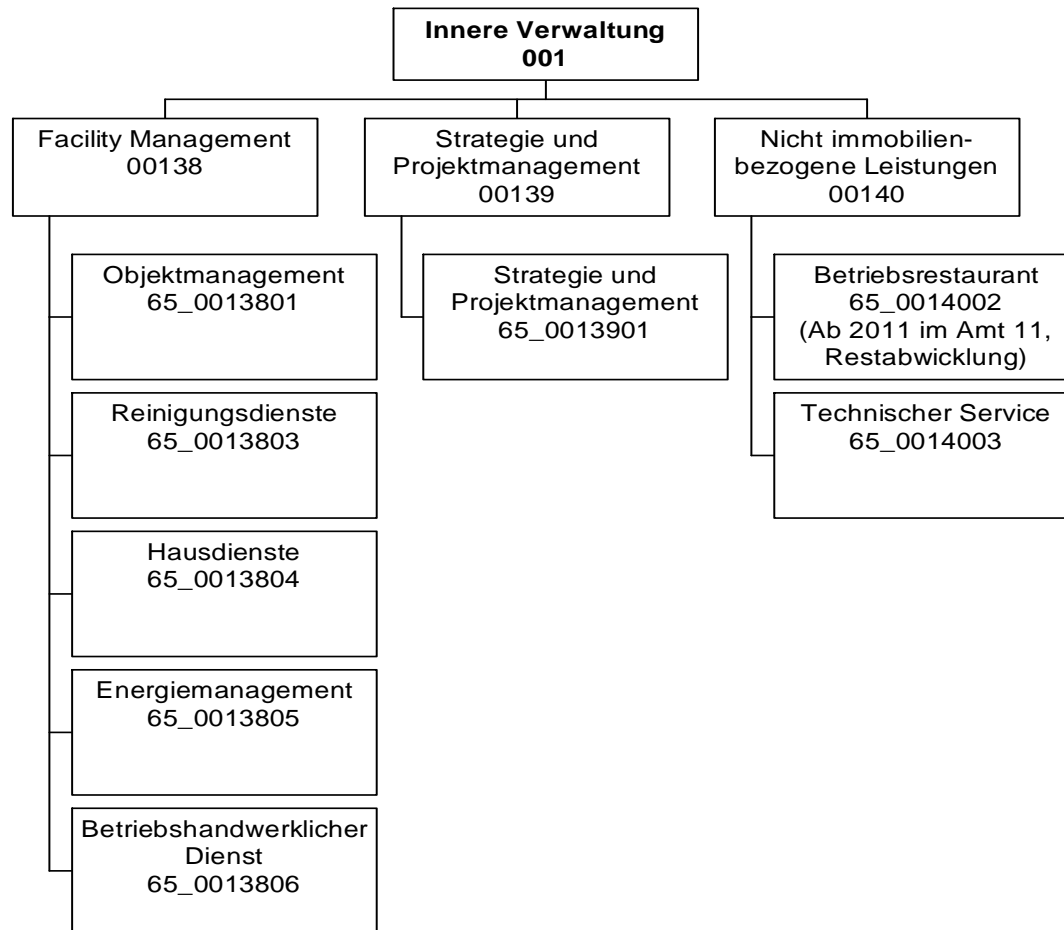 Innere Verwaltung
001
Facility Management
00138
Strategie und
Projektmanagement
00139
Nicht immobilien-
bezogene Leistungen
00140
Objektmanagement
65_0013801
Reinigungsdienste
65_0013803
Hausdienste
65_0013804
Energiemanagement
65_0013805
Betriebshandwerklicher
Dienst
65_0013806
Strategie und
Projektmanagement
65_0013901
Betriebsrestaurant
65_0014002
(Ab 2011 im Amt 11,
Restabwicklung)
Technischer Service
65_0014003